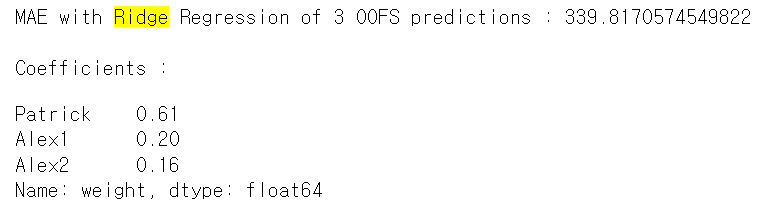 MAE with Ridge Regression of 3 OOFS predictions : 339.8170574549822
Coefficients :
Patrick 0.61
Alex1 0.20
Alex2 0.16
Name: weight, dtype: float64